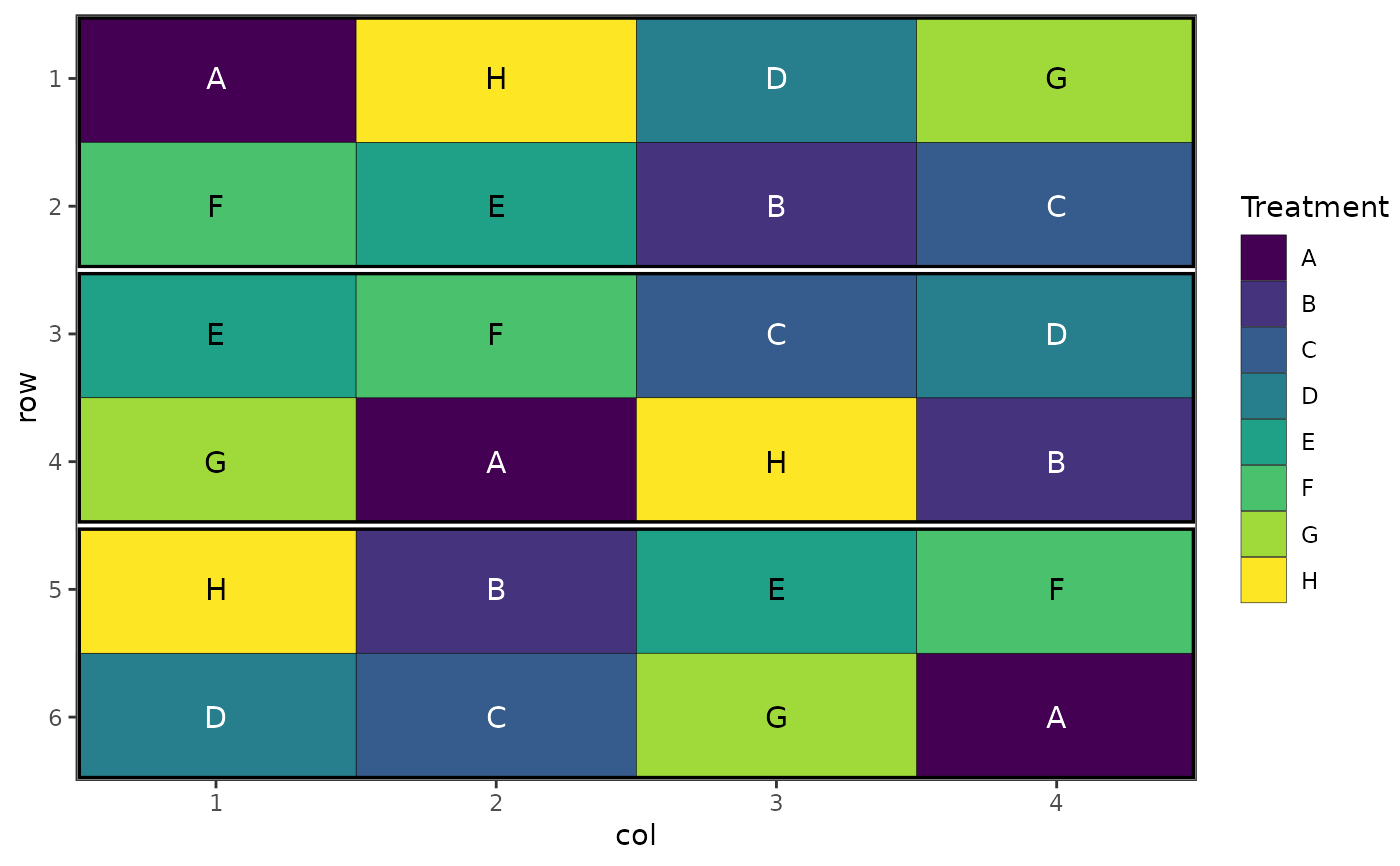 1 A H D G
2 F E B C
3 E F C D
4 G A H B
5 H B E F
6 D C G A
1 2 3 4
col
row
Treatment
A
B
C
D
E
F
G
H